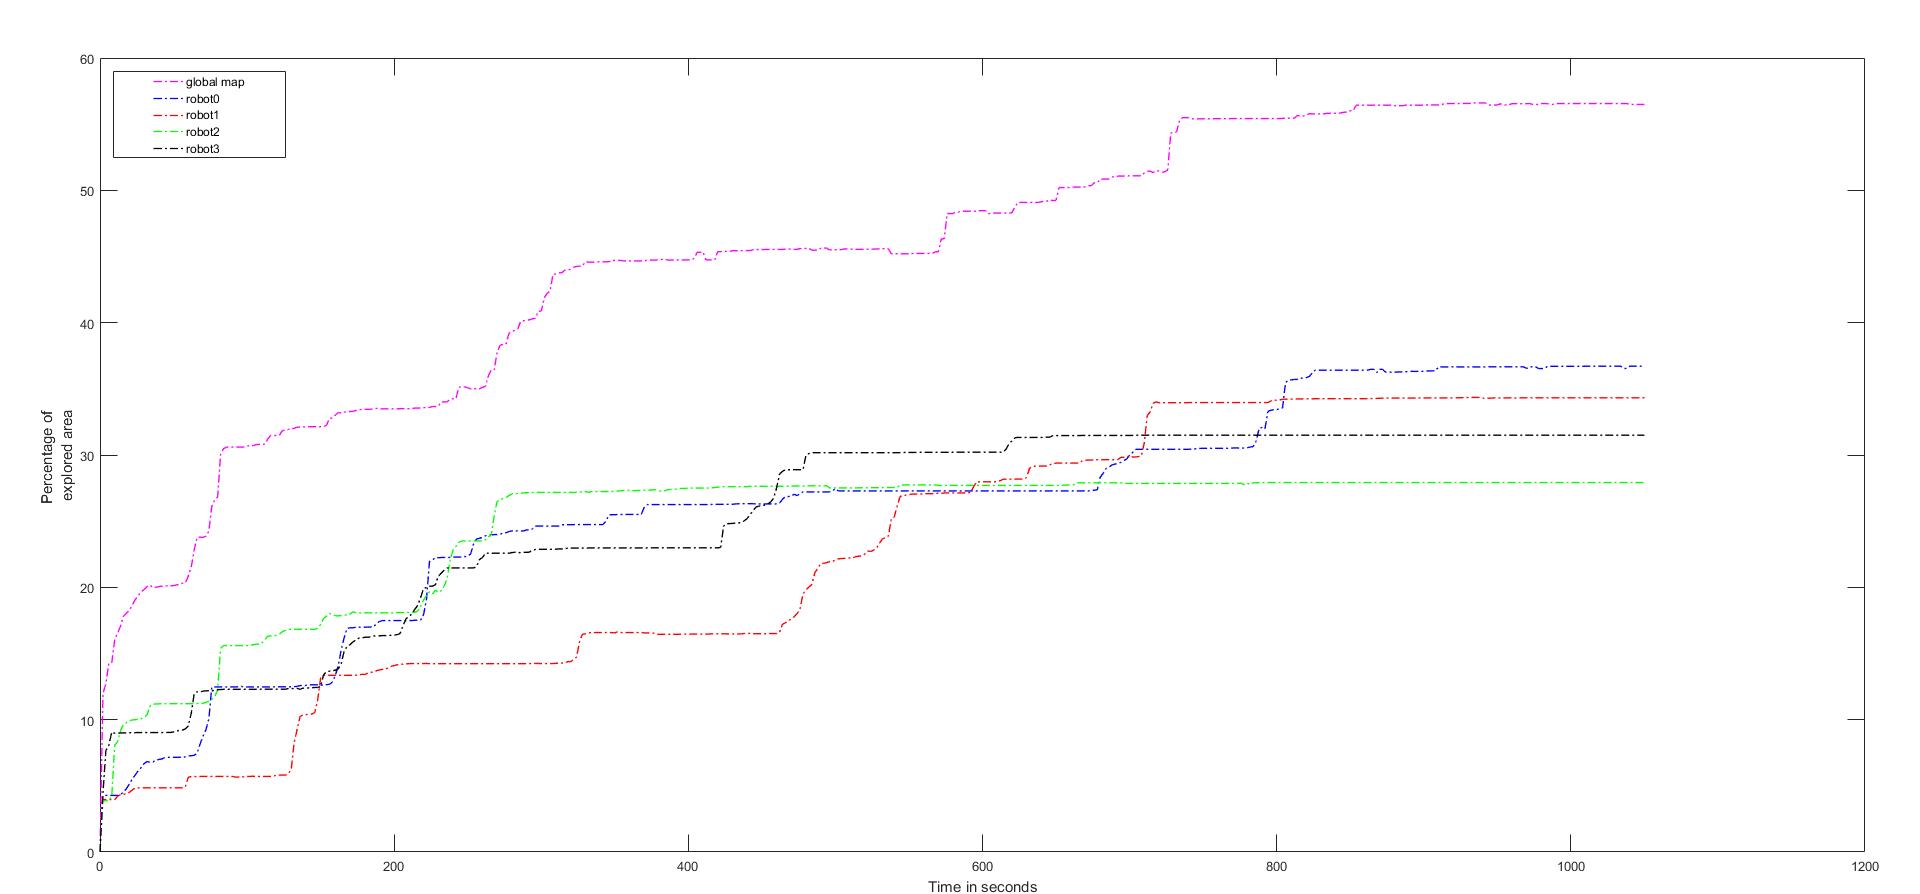 60
global map
robot0
robot1
robot2
robot3
50
40
Percentage of
explored area
30
20
10
0
0 200 400 600 800 1000 1200
Time in seconds